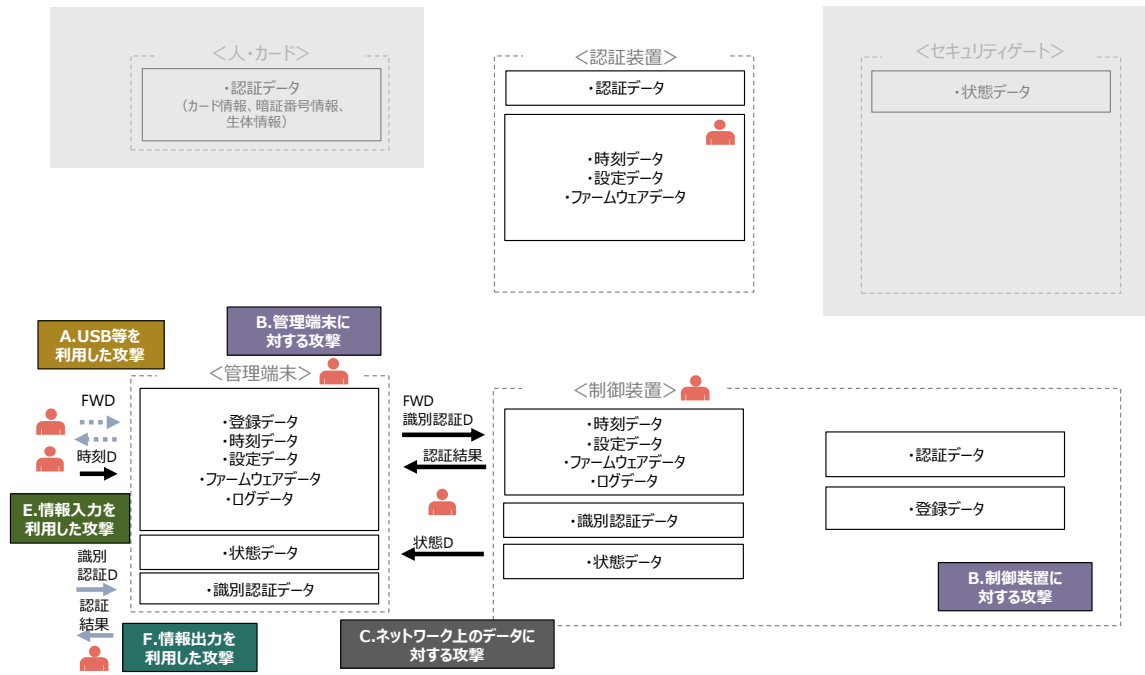 ＜人・カード＞
・認証データ
（カード情報、暗証番号情報、
生体情報）
＜認証装置＞
・認証データ
・時刻データ
・設定データ
・ファームウェアデータ
＜セキュリティゲート＞
・状態データ
A.USB等を
利用した攻撃
B.管理端末に
対する攻撃
＜管理端末＞
FWD
時刻D
E.情報入力を
利用した攻撃
識別
認証D
認証
結果
F.情報出力を
利用した攻撃
・登録データ
・時刻データ
・設定データ
・ファームウェアデータ
・ログデータ
・状態データ
・識別認証データ
FWD
識別認証D
認証結果
状態D
C.ネットワーク上のデータに
対する攻撃
＜制御装置＞
・時刻データ
・設定データ
・ファームウェアデータ
・ログデータ
・識別認証データ
・状態データ
・認証データ
・登録データ
B.制御装置に
対する攻撃